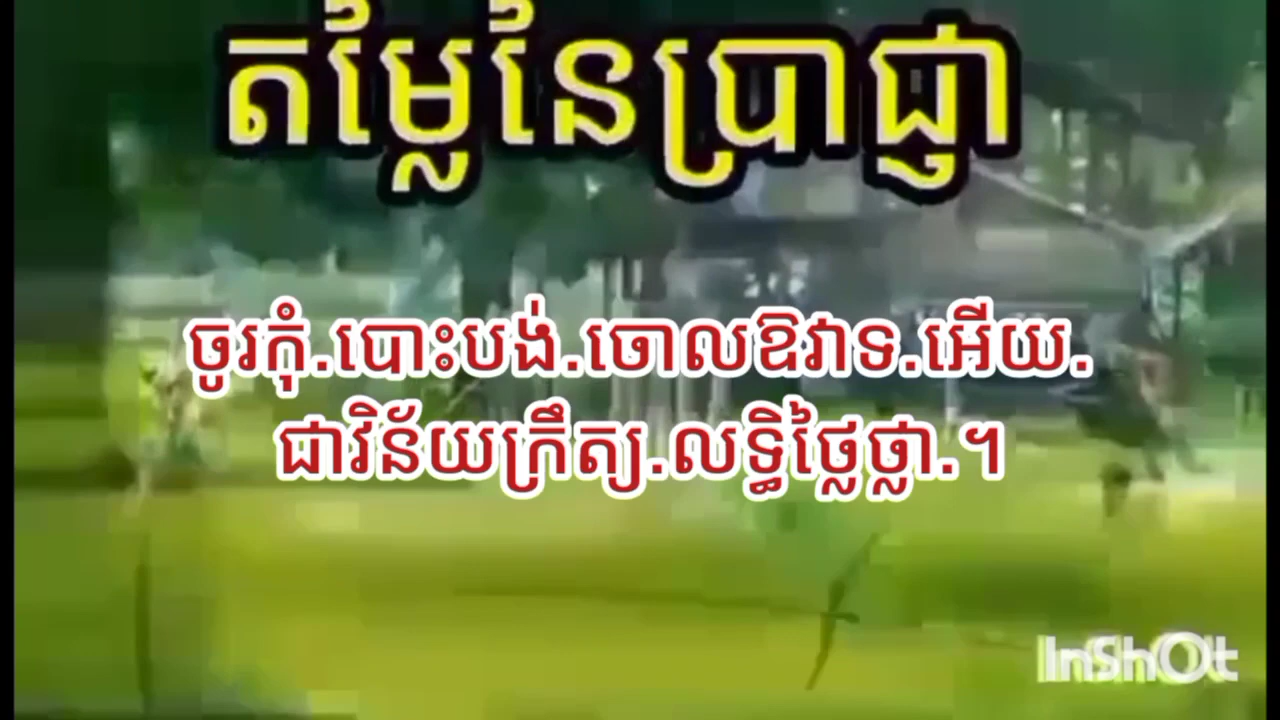 តម្លៃនៃប្រាជ្ញា
ចូរកុំ.បោះបង់.ចោលឱវាទ.អើយ.
ជាវិន័យក្រឹត្យ.លទ្ធិថ្លៃថ្លា.៕
InShOt